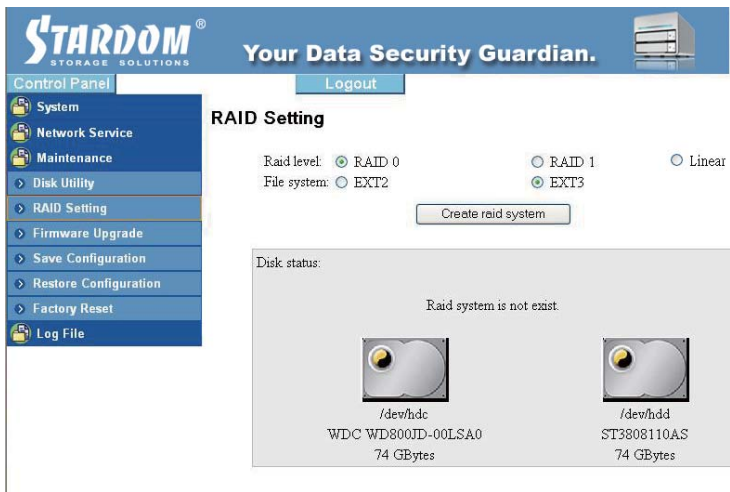 STARDOM®
STORAGE SOLUTIONS
Your Data Security Guardian.
Control Panel
Logout
System
Network Service
Maintenance
Disk Utility
RAID Setting
Firmware Upgrade
Save Configuration
Restore Configuration
Factory Reset
Log File
RAID Setting
Raid level: RAID 0 RAID 1 Linear
File system: EXT2 EXT3
Create raid system
Disk status:
Raid system is not exist.
/dev/hdc
WDC WD800JD-00LSA0
74 GBytes
/dev/hdd
ST3808110AS
74 GBytes